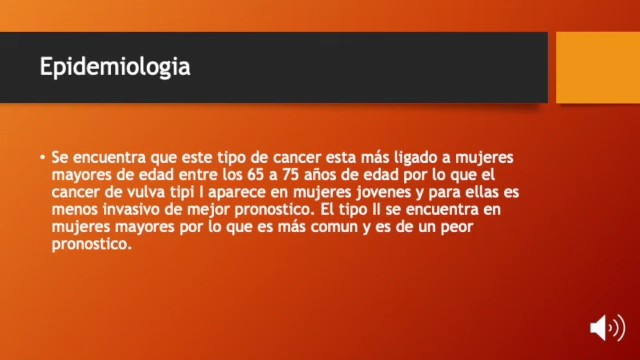 Epidemiologia
• Se encuentra que este tipo de cancer esta más ligado a mujeres
mayores de edad entre los 65 a 75 años de edad por lo que el
cancer de vulva tipi I aparece en mujeres jovenes y para ellas es
menos invasivo de mejor pronostico. El tipo II se encuentra en
mujeres mayores por lo que es más comun y es de un peor
pronostico.